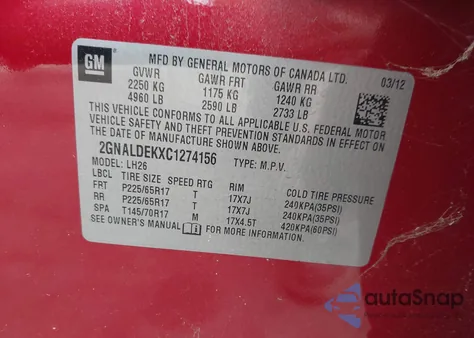 GM
MFD BY GENERAL MOTORS OF CANADA LTD.
03/12
GVWR GAWR FRT GAWR RR
2250 KG 1175 KG 1240 KG
4960 LB 2590 LB 2733 LB
THIS VEHICLE CONFORMS TO ALL APPLICABLE U.S. FEDERAL MOTOR
VEHICLE SAFETY AND THEFT PREVENTION STANDARDS IN EFFECT ON
THE DATE OF MANUFACTURE SHOWN ABOVE.
2GNALDEKXC1274156 TYPE: M.P.V.
MODEL: LH26
LBCL TIRE SIZE SPEED RTG RIM COLD TIRE PRESSURE
FRT P225/65R17 T 17X7J 240KPA(35PSI)
RR P225/65R17 T 17X7J 240KPA(35PSI)
SPA T145/70R17 M 17X4.5T 420KPA(60PSI)
SEE OWNER'S MANUAL FOR MORE INFORMATION
autaSnap